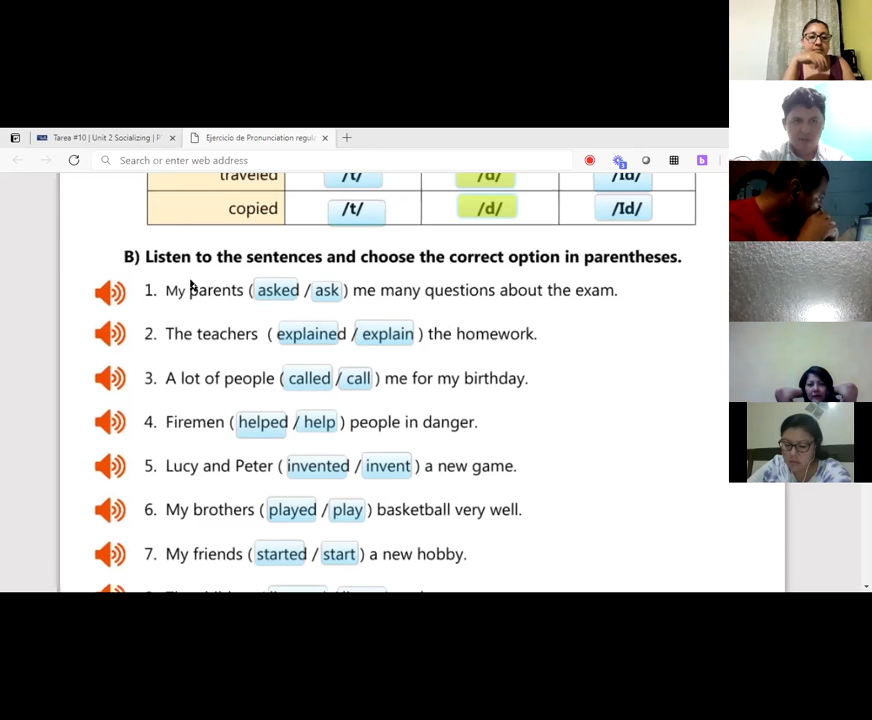 Tarea #10 | Unit 2 Socializing | P
Ejercicio de Pronunciation regul
Search or enter web address
traveled /t/ /d/ /Id/
copied /t/ /d/ /Id/
B) Listen to the sentences and choose the correct option in parentheses.
1. My parents ( asked / ask ) me many questions about the exam.
2. The teachers ( explained / explain ) the homework.
3. A lot of people ( called / call ) me for my birthday.
4. Firemen ( helped / help ) people in danger.
5. Lucy and Peter ( invented / invent ) a new game.
6. My brothers ( played / play ) basketball very well.
7. My friends ( started / start ) a new hobby.